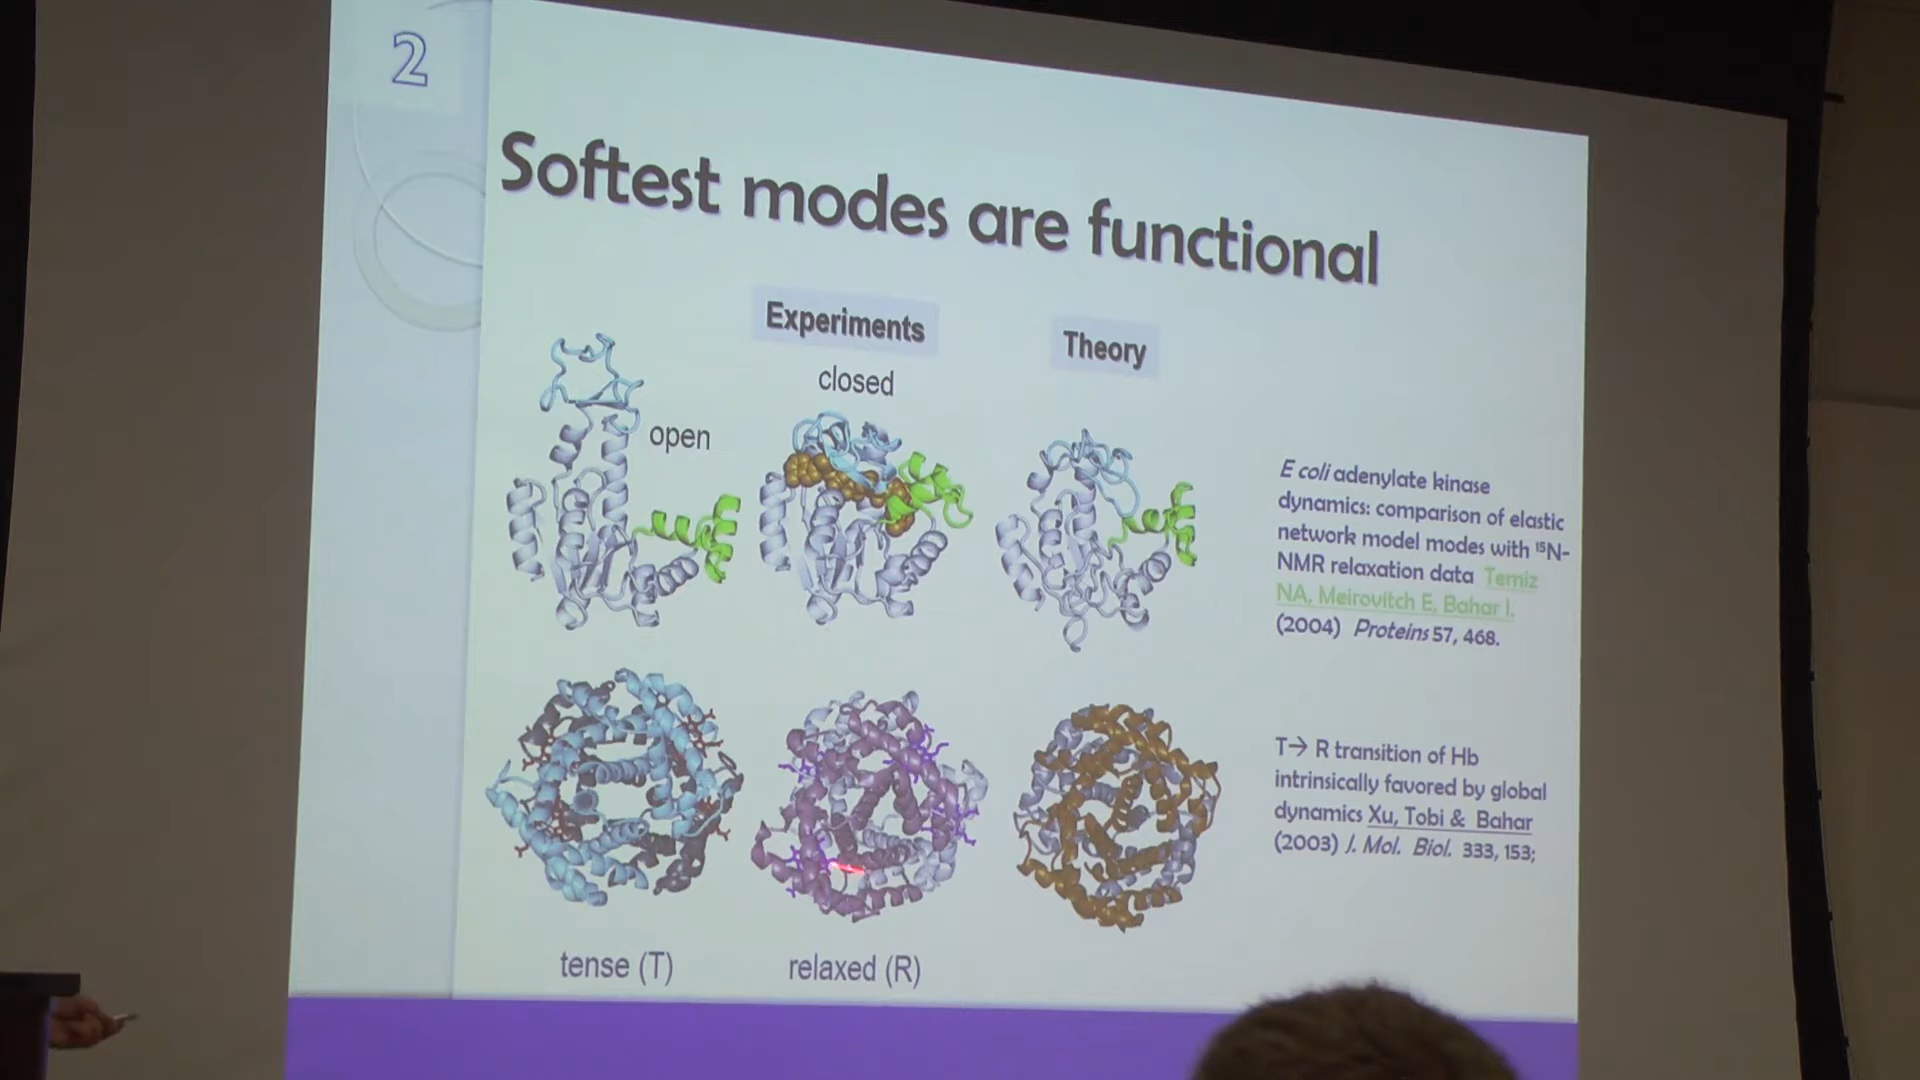 2
Softest modes are functional
Experiments
Theory
closed
open
E coli adenylate kinase
dynamics: comparison of elastic
network model modes with ¹⁵N-
NMR relaxation data Temiz
NA, Meirovitch E, Bahar I.
(2004) Proteins 57, 468.
T→ R transition of Hb
intrinsically favored by global
dynamics Xu, Tobi & Bahar
(2003) J. Mol. Biol. 333, 153;
tense (T)
relaxed (R)